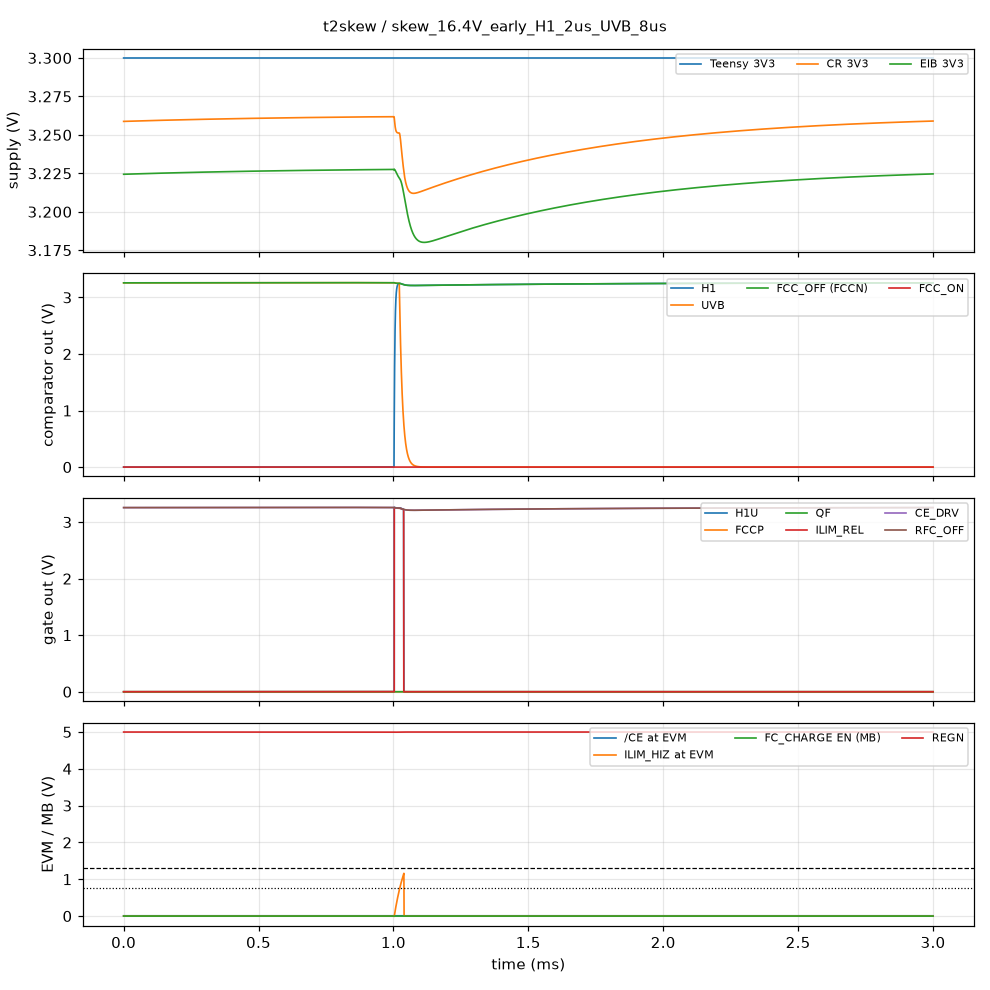 t2skew / skew_16.4V_early_H1_2us_UVB_8us
3.300
3.275
3.250
3.225
3.200
3.175
supply (V)
Teensy 3V3 CR 3V3 EIB 3V3
3
2
1
0
comparator out (V)
H1 FCC_OFF (FCCN) FCC_ON
UVB
3
2
1
0
gate out (V)
H1U QF CE_DRV
FCCP ILIM_REL RFC_OFF
5
4
3
2
1
0
EVM / MB (V)
/CE at EVM FC_CHARGE EN (MB) REGN
ILIM_HIZ at EVM
0.0 0.5 1.0 1.5 2.0 2.5 3.0
time (ms)